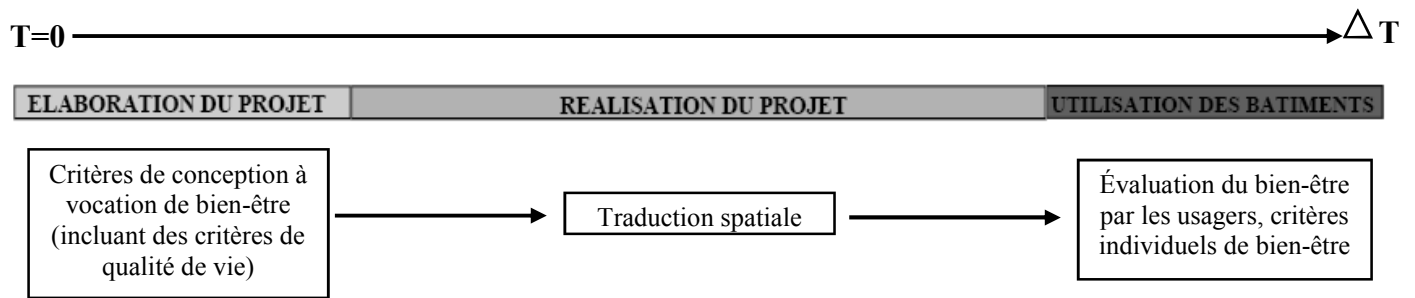 T=0 △ T
ELABORATION DU PROJET REALISATION DU PROJET UTILISATION DES BATIMENTS
Critères de conception à
vocation de bien-être
(incluant des critères de
qualité de vie)
Traduction spatiale
Évaluation du bien-être
par les usagers, critères
individuels de bien-être